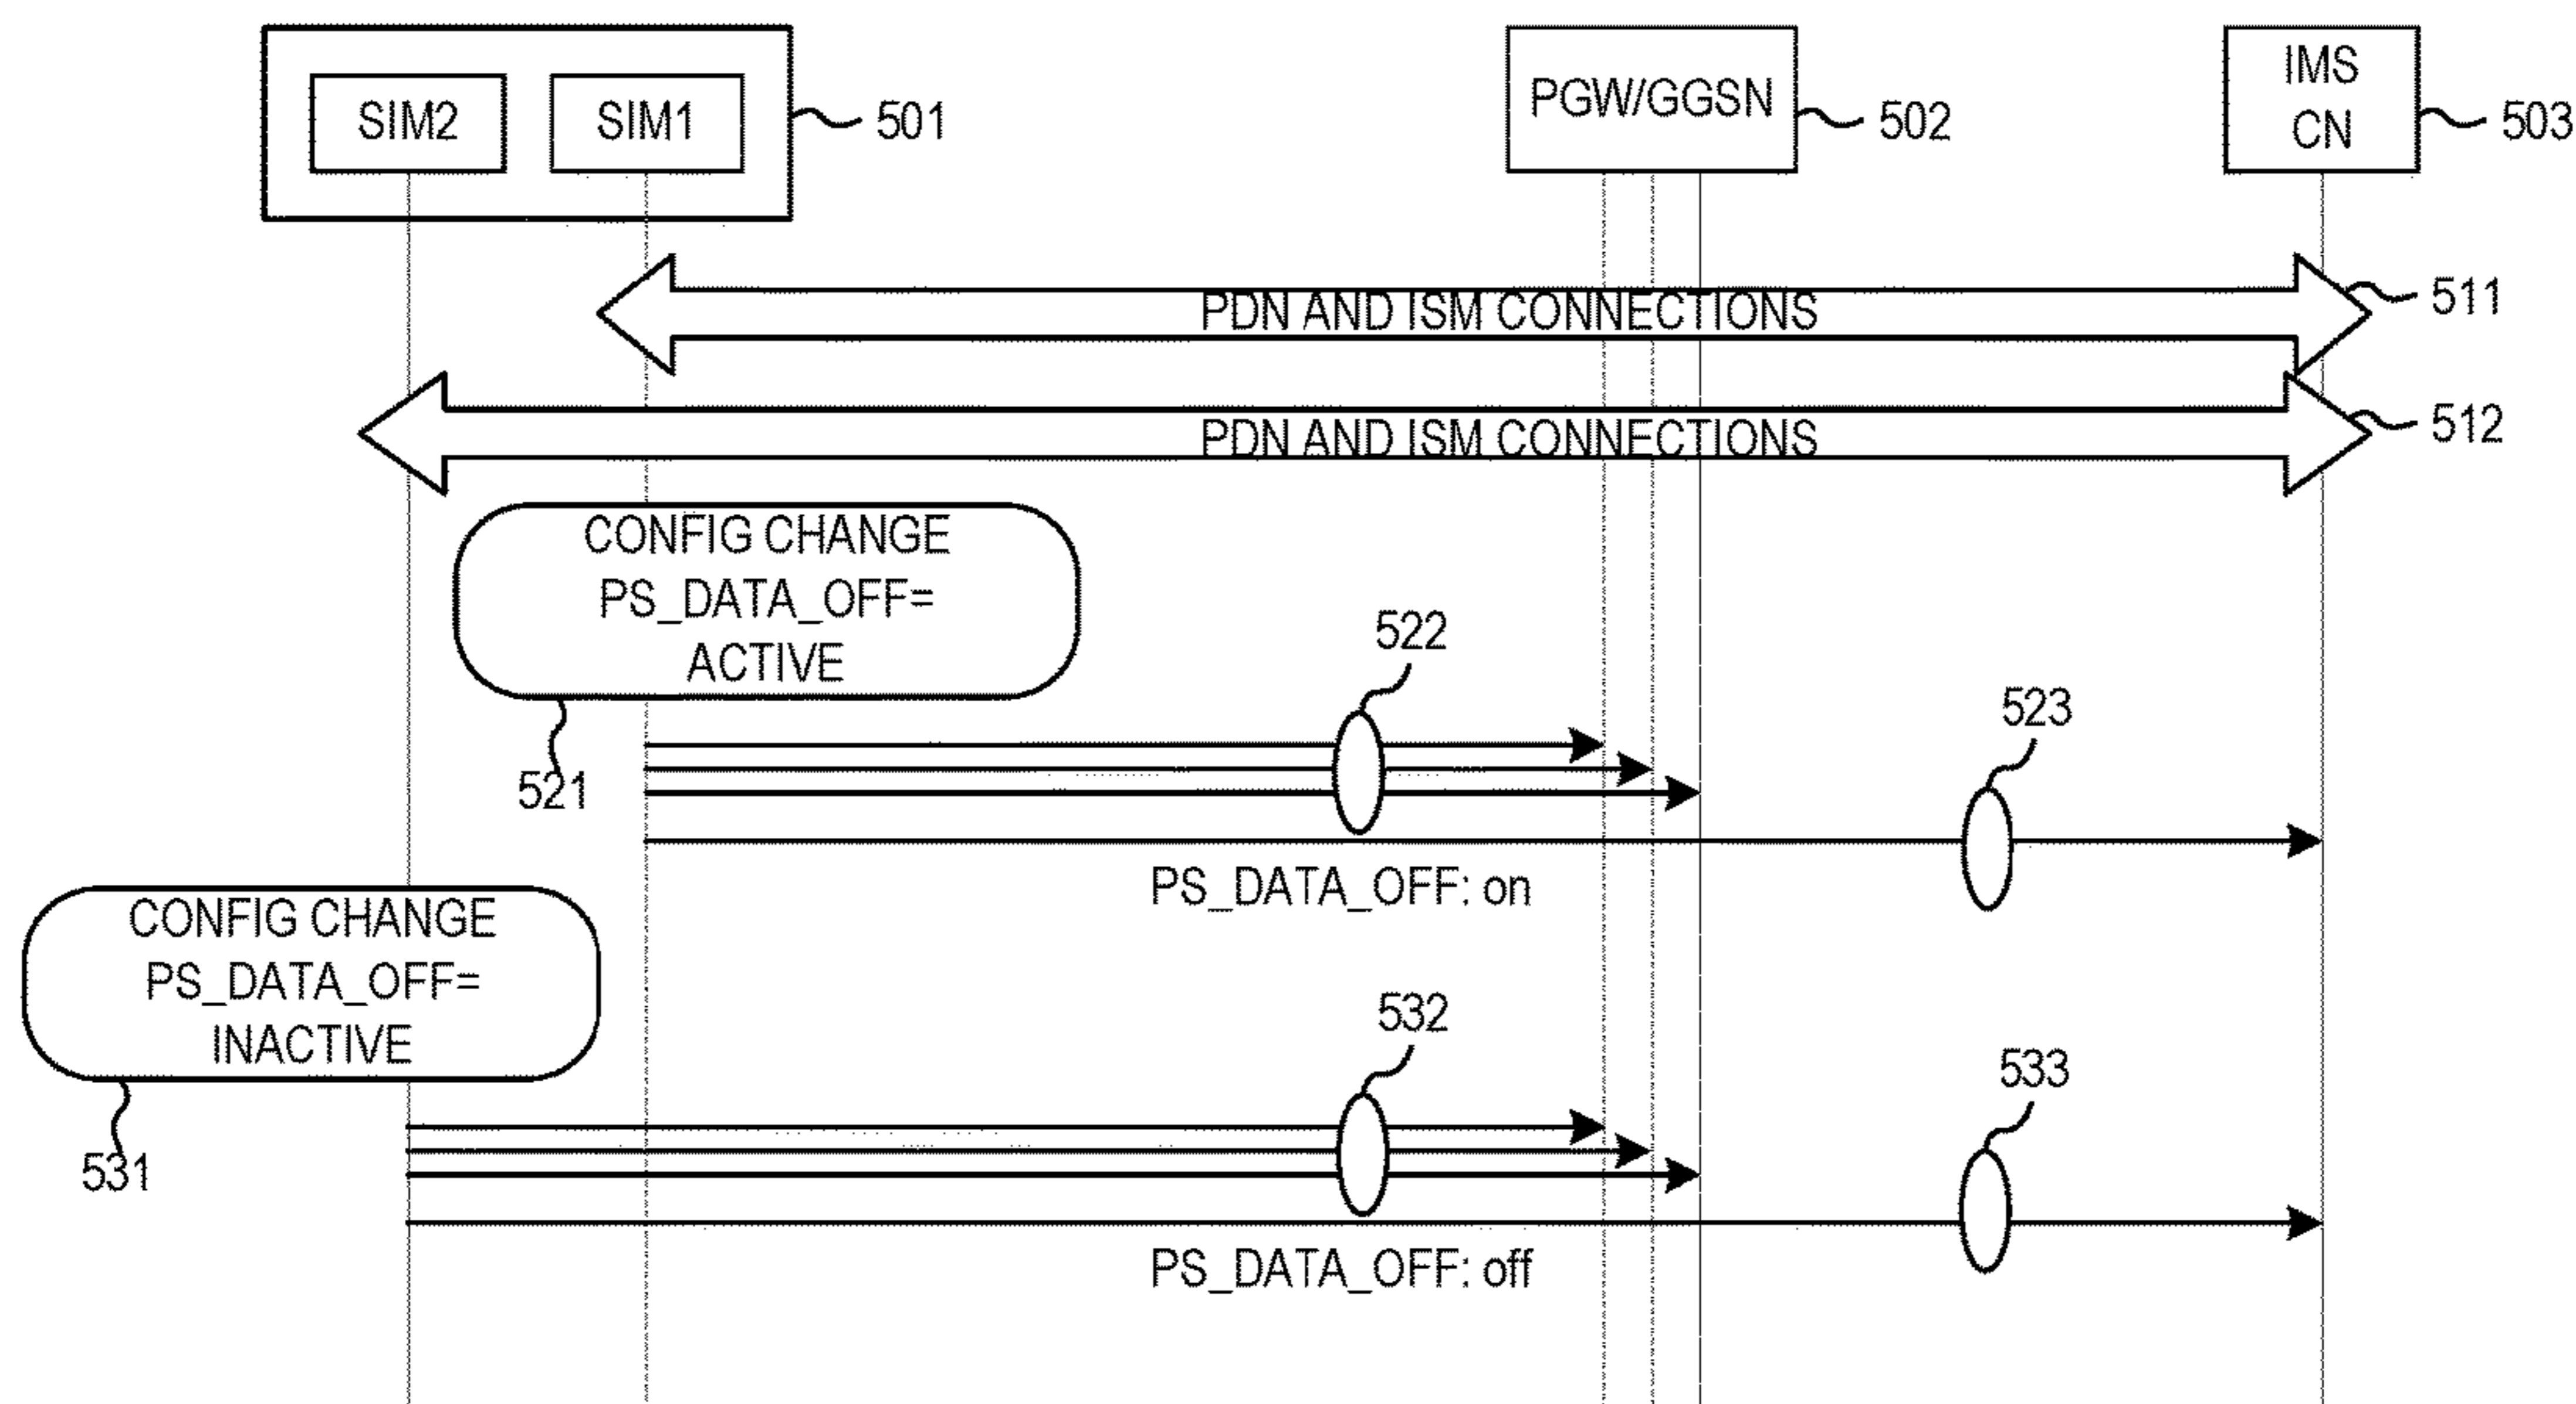 SIM2
SIM1
501
PGW/GGSN
502
IMS
CN
503
PDN AND ISM CONNECTIONS
511
PDN AND ISM CONNECTIONS
512
CONFIG CHANGE
PS_DATA_OFF=
ACTIVE
521
522
523
PS_DATA_OFF: on
CONFIG CHANGE
PS_DATA_OFF=
INACTIVE
531
532
533
PS_DATA_OFF: off